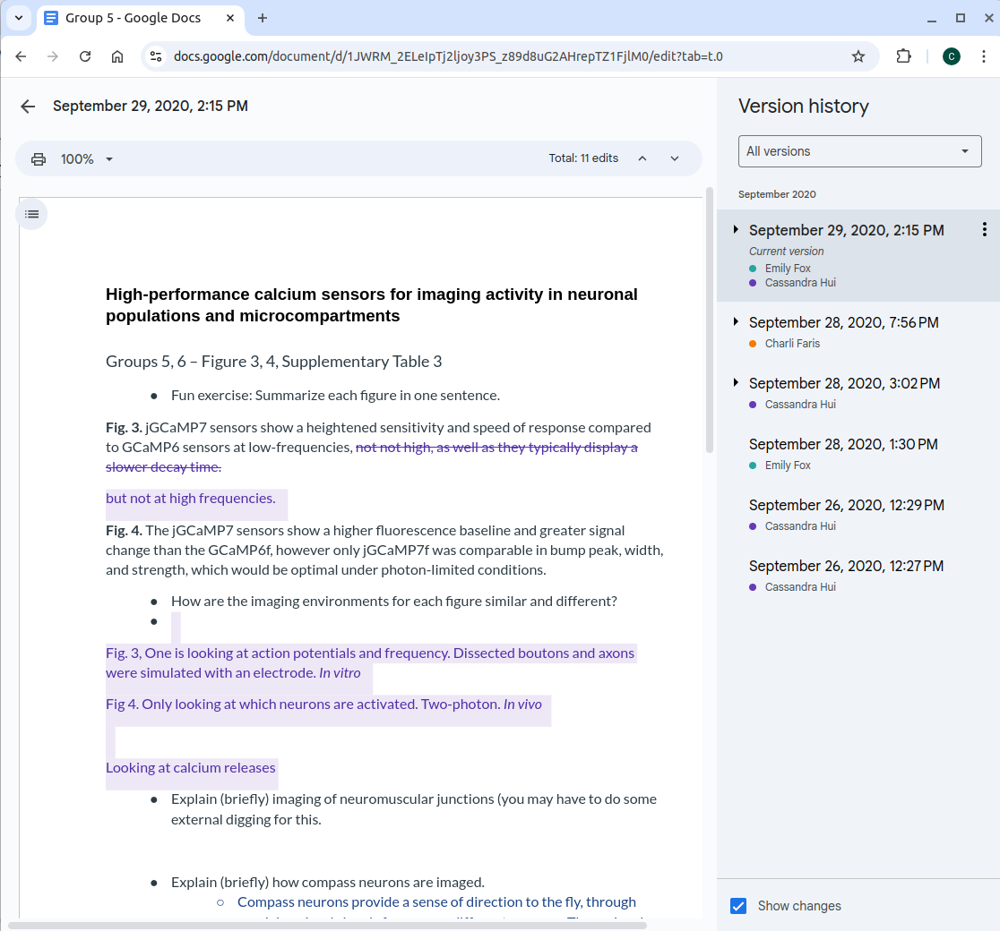 Group 5 - Google Docs
docs.google.com/document/d/1JWRM_2ELeIpTj2ljoy3PS_z89d8uG2AHrepTZ1FjlM0/edit?tab=t.0
C
September 29, 2020, 2:15 PM
100%
Total: 11 edits
High-performance calcium sensors for imaging activity in neuronal
populations and microcompartments
Groups 5, 6 – Figure 3, 4, Supplementary Table 3
● Fun exercise: Summarize each figure in one sentence.
Fig. 3. jGCaMP7 sensors show a heightened sensitivity and speed of response compared
to GCaMP6 sensors at low-frequencies, not not high, as well as they typically display a
slower decay time.
but not at high frequencies.
Fig. 4. The jGCaMP7 sensors show a higher fluorescence baseline and greater signal
change than the GCaMP6f, however only jGCaMP7f was comparable in bump peak, width,
and strength, which would be optimal under photon-limited conditions.
● How are the imaging environments for each figure similar and different?
●
Fig. 3, One is looking at action potentials and frequency. Dissected boutons and axons
were simulated with an electrode. In vitro
Fig 4. Only looking at which neurons are activated. Two-photon. In vivo
Looking at calcium releases
● Explain (briefly) imaging of neuromuscular junctions (you may have to do some
external digging for this.
● Explain (briefly) how compass neurons are imaged.
○ Compass neurons provide a sense of direction to the fly, through
Version history
All versions
September 2020
September 29, 2020, 2:15 PM
Current version
Emily Fox
Cassandra Hui
September 28, 2020, 7:56 PM
Charli Faris
September 28, 2020, 3:02 PM
Cassandra Hui
September 28, 2020, 1:30 PM
Emily Fox
September 26, 2020, 12:29 PM
Cassandra Hui
September 26, 2020, 12:27 PM
Cassandra Hui
Show changes